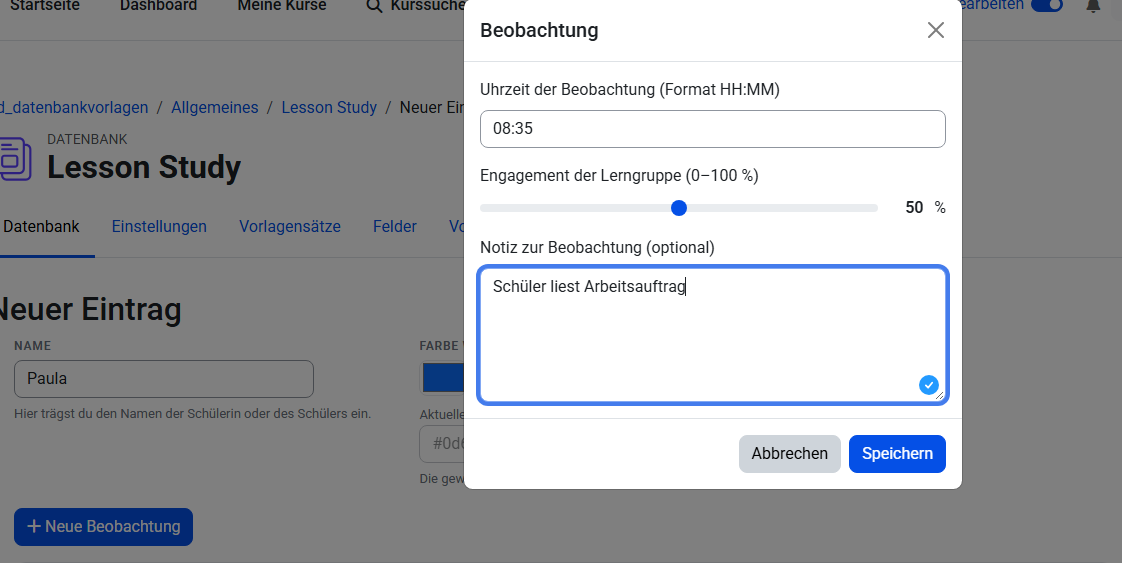 Startseite Dashboard Meine Kurse Kurssuche
earbeiten
d_datenbankvorlagen / Allgemeines / Lesson Study / Neuer Ein
DATENBANK
Lesson Study
Datenbank Einstellungen Vorlagensätze Felder Vo
Neuer Eintrag
NAME
Paula
Hier trägst du den Namen der Schülerin oder des Schülers ein.
FARBE
Aktuelle
#0d6
Die gew
+ Neue Beobachtung
Beobachtung
Uhrzeit der Beobachtung (Format HH:MM)
08:35
Engagement der Lerngruppe (0–100 %)
50 %
Notiz zur Beobachtung (optional)
Schüler liest Arbeitsauftrag
Abbrechen Speichern